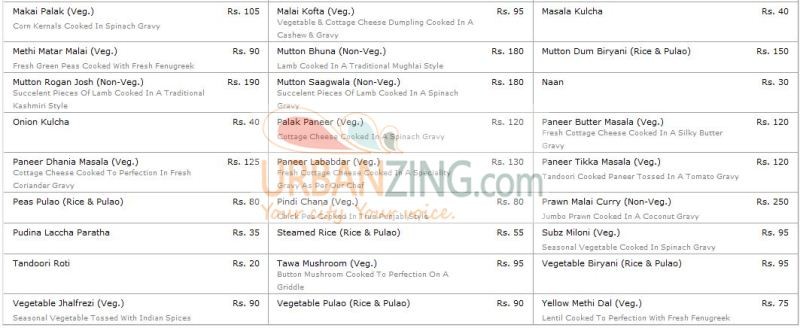 Makai Palak (Veg.) Rs. 105
Corn Kernals Cooked In Spinach Gravy
Malai Kofta (Veg.) Rs. 95
Vegetable & Cottage Cheese Dumpling Cooked In A
Cashew & Gravy
Masala Kulcha Rs. 40
Methi Matar Malai (Veg.) Rs. 90
Fresh Green Peas Cooked With Fresh Fenugreek
Mutton Bhuna (Non-Veg.) Rs. 180
Lamb Cooked In A Traditional Mughlai Style
Mutton Dum Biryani (Rice & Pulao) Rs. 150
Mutton Rogan Josh (Non-Veg.) Rs. 190
Succelent Pieces Of Lamb Cooked In A Traditional
Kashmiri Style
Mutton Saagwala (Non-Veg.) Rs. 180
Succelent Pieces Of Lamb Cooked In A Spinach
Gravy
Naan Rs. 30
Onion Kulcha Rs. 40
Palak Paneer (Veg.) Rs. 120
Cottage Cheese Cooked In A Spinach Gravy
Paneer Butter Masala (Veg.) Rs. 120
Fresh Cottage Cheese Cooked In A Silky Butter
Gravy
Paneer Dhania Masala (Veg.) Rs. 125
Cottage Cheese Cooked To Perfection In Fresh
Coriander Gravy
Paneer Lababdar (Veg.) Rs. 130
Fresh Cottage Cheese Cooked In A Speciality
Gravy As Per Our Chef
Paneer Tikka Masala (Veg.) Rs. 120
Tandoori Cooked Paneer Tossed In A Tomato Gravy
Peas Pulao (Rice & Pulao) Rs. 80
Pindi Chana (Veg.) Rs. 80
Chick Pea Cooked In True Punjabi Style
Prawn Malai Curry (Non-Veg.) Rs. 250
Jumbo Prawn Cooked In A Coconut Gravy
Pudina Laccha Paratha Rs. 35
Steamed Rice (Rice & Pulao) Rs. 55
Subz Miloni (Veg.) Rs. 95
Seasonal Vegetable Cooked In Spinach Gravy
Tandoori Roti Rs. 20
Tawa Mushroom (Veg.) Rs. 95
Button Mushroom Cooked To Perfection On A
Griddle
Vegetable Biryani (Rice & Pulao) Rs. 95
Vegetable Jhalfrezi (Veg.) Rs. 90
Seasonal Vegetable Tossed With Indian Spices
Vegetable Pulao (Rice & Pulao) Rs. 90
Yellow Methi Dal (Veg.) Rs. 75
Lentil Cooked To Perfection With Fresh Fenugreek
URBANZING.com
Your city. Your voice.